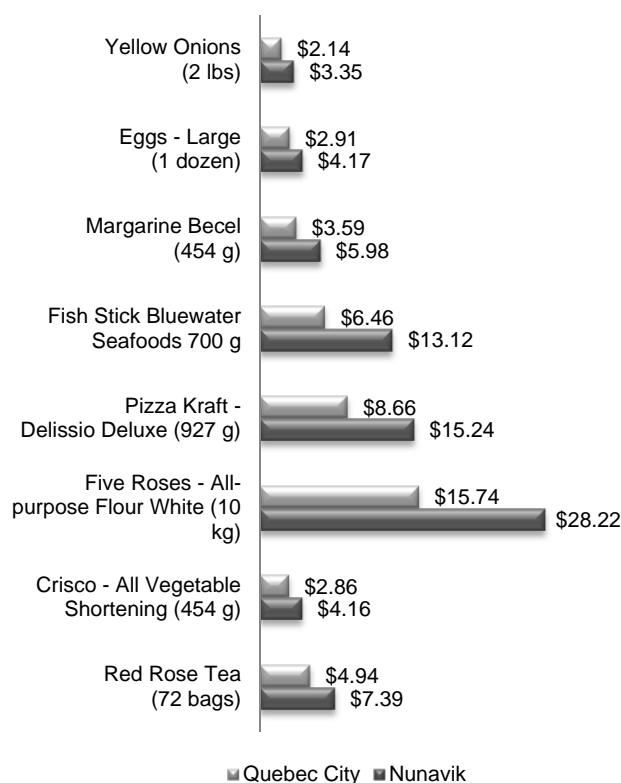 Yellow Onions
(2 lbs)
$2.14
$3.35
Eggs - Large
(1 dozen)
$2.91
$4.17
Margarine Becel
(454 g)
$3.59
$5.98
Fish Stick Bluewater
Seafoods 700 g
$6.46
$13.12
Pizza Kraft -
Delissio Deluxe (927 g)
$8.66
$15.24
Five Roses - All-
purpose Flour White (10
kg)
$15.74
$28.22
Crisco - All Vegetable
Shortening (454 g)
$2.86
$4.16
Red Rose Tea
(72 bags)
$4.94
$7.39
Quebec City Nunavik